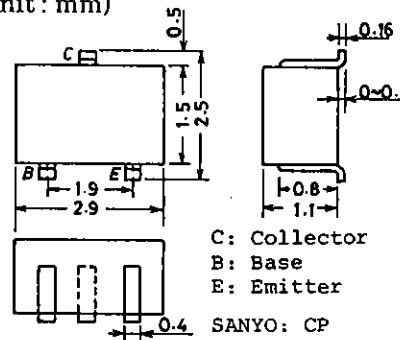 nit : mm)
C
0.5
0.16
1.5
2.5
0~0.
B
E
1.9
2.9
0.8
1.1
C: Collector
B: Base
E: Emitter
0.4
SANYO: CP